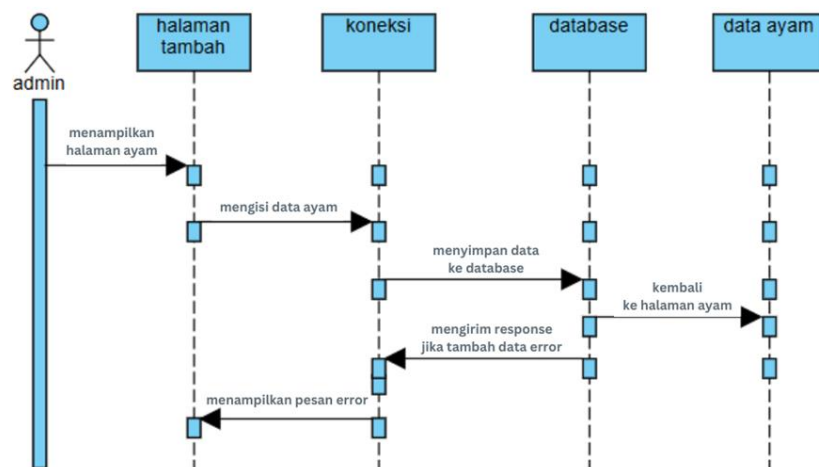 halaman
tambah
koneksi
database
data ayam
admin
menampilkan
halaman ayam
mengisi data ayam
menyimpan data
ke database
kembali
ke halaman ayam
mengirim response
jika tambah data error
menampilkan pesan error